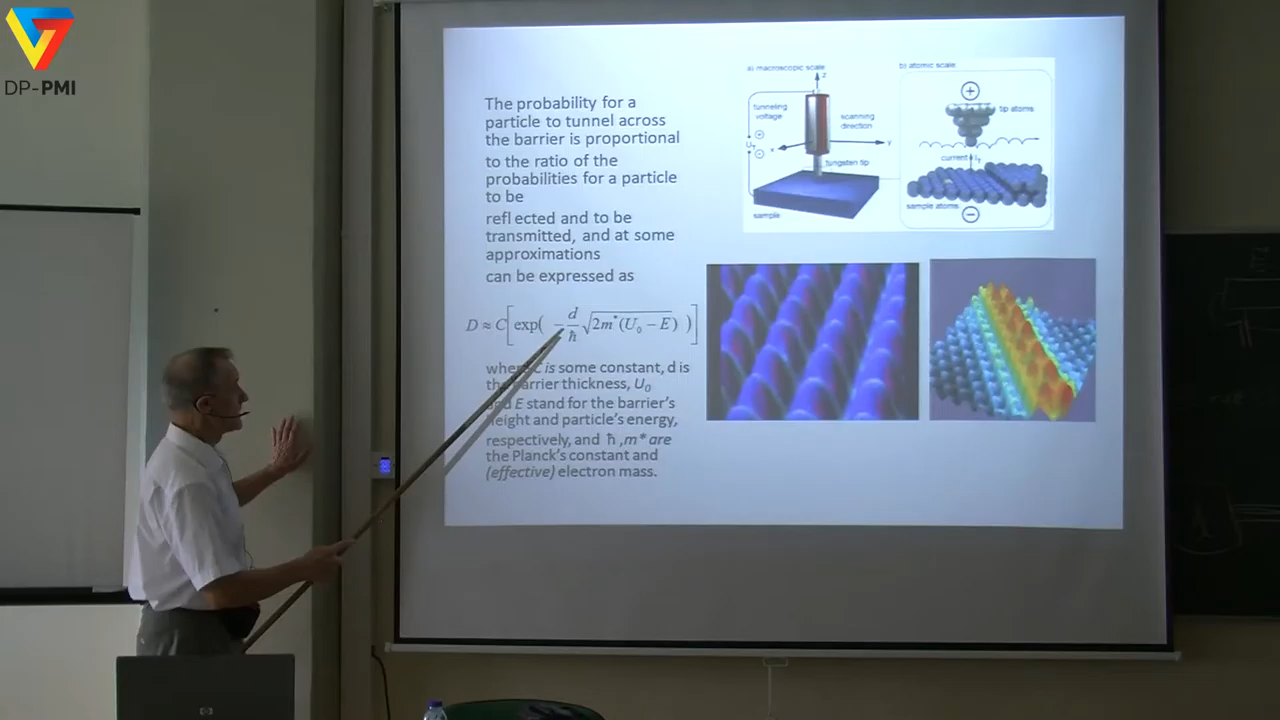 DP-PMI
The probability for a
particle to tunnel across
the barrier is proportional
to the ratio of the
probabilities for a particle
to be
reflected and to be
transmitted, and at some
approximations
can be expressed as
D ≈ C[exp( − d/ħ √2m*(U₀ − E) )]
where C is some constant, d is
the barrier thickness, U₀
and E stand for the barrier's
height and particle's energy,
respectively, and ħ ,m* are
the Planck's constant and
(effective) electron mass.
a) macroscopic scale
z
tunneling
voltage
scanning
direction
U_T
x
y
tungsten tip
sample
b) atomic scale
+
tip atoms
current I_T
sample atoms
−
hp